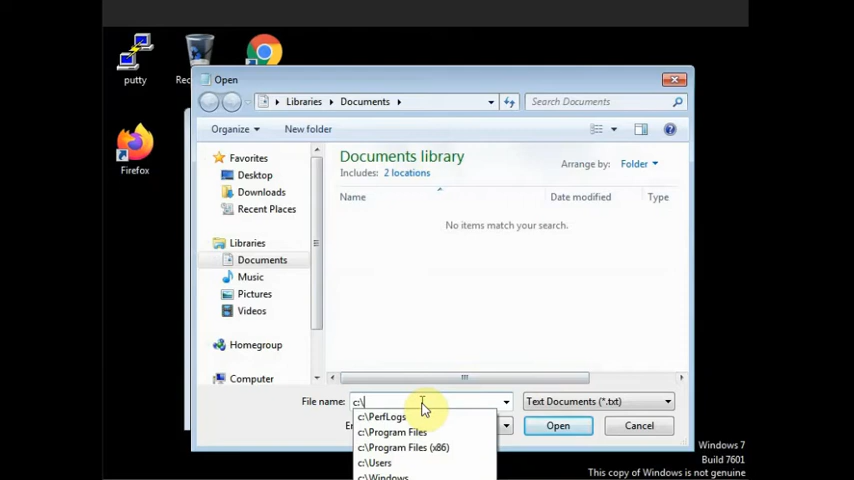 putty
Rec
Firefox
Open
Libraries
Documents
Search Documents
Organize
New folder
Favorites
Desktop
Downloads
Recent Places
Libraries
Documents
Music
Pictures
Videos
Homegroup
Computer
Documents library
Includes: 2 locations
Arrange by: Folder
Name
Date modified
Type
No items match your search.
File name:
c:\
Text Documents (*.txt)
c:\PerfLogs
c:\Program Files
c:\Program Files (x86)
c:\Users
c:\Windows
Open
Cancel
Windows 7
Build 7601
This copy of Windows is not genuine